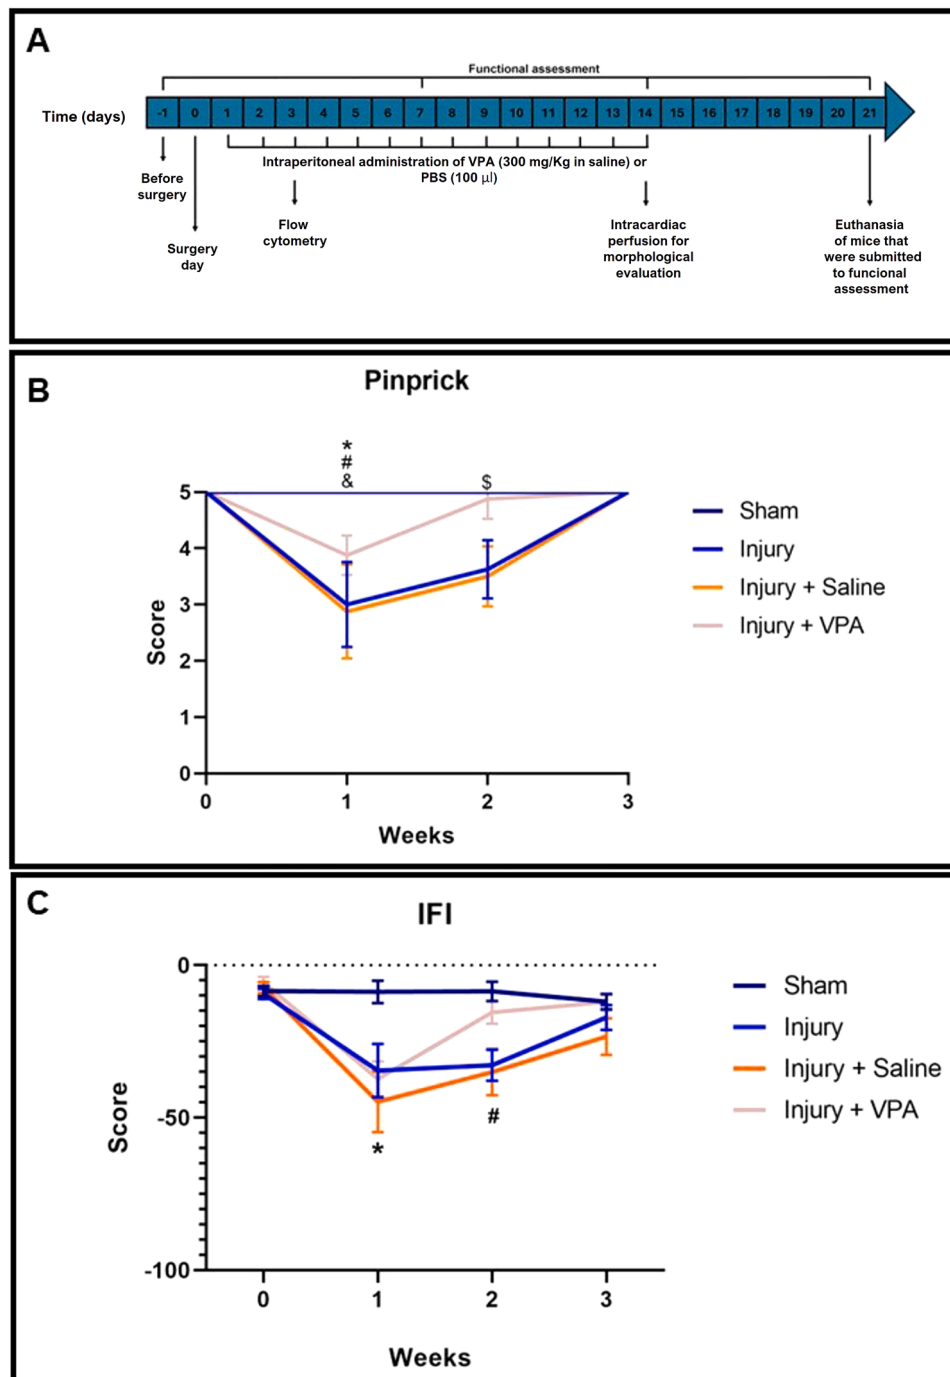 A
Functional assessment
Time (days)
-1 0 1 2 3 4 5 6 7 8 9 10 11 12 13 14 15 16 17 18 19 20 21
Intraperitoneal administration of VPA (300 mg/Kg in saline) or
PBS (100 µl)
Before
surgery
Surgery
day
Flow
cytometry
Intracardiac
perfusion for
morphological
evaluation
Euthanasia
of mice that
were submitted
to funcional
assessment
B
Pinprick
*
#
&
$
5
4
3
2
1
0
Score
0 1 2 3
Weeks
Sham
Injury
Injury + Saline
Injury + VPA
C
IFI
0
-50
-100
Score
*
#
0 1 2 3
Weeks
Sham
Injury
Injury + Saline
Injury + VPA